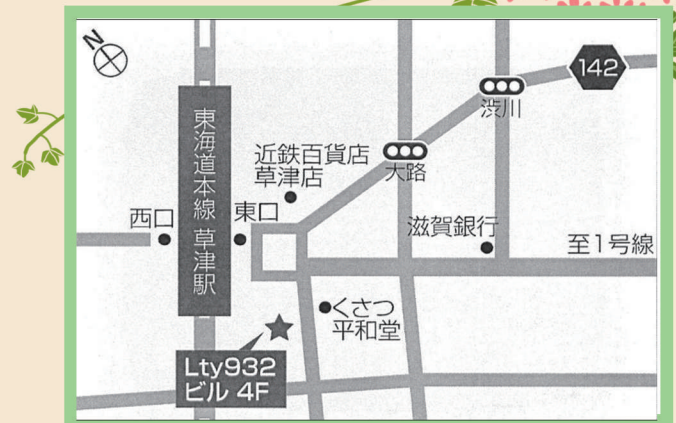 N
142
渋川
大路
近鉄百貨店
草津店
東海道本線 草津駅
西口
東口
滋賀銀行
至1号線
くさつ
平和堂
Lty932
ビル 4F